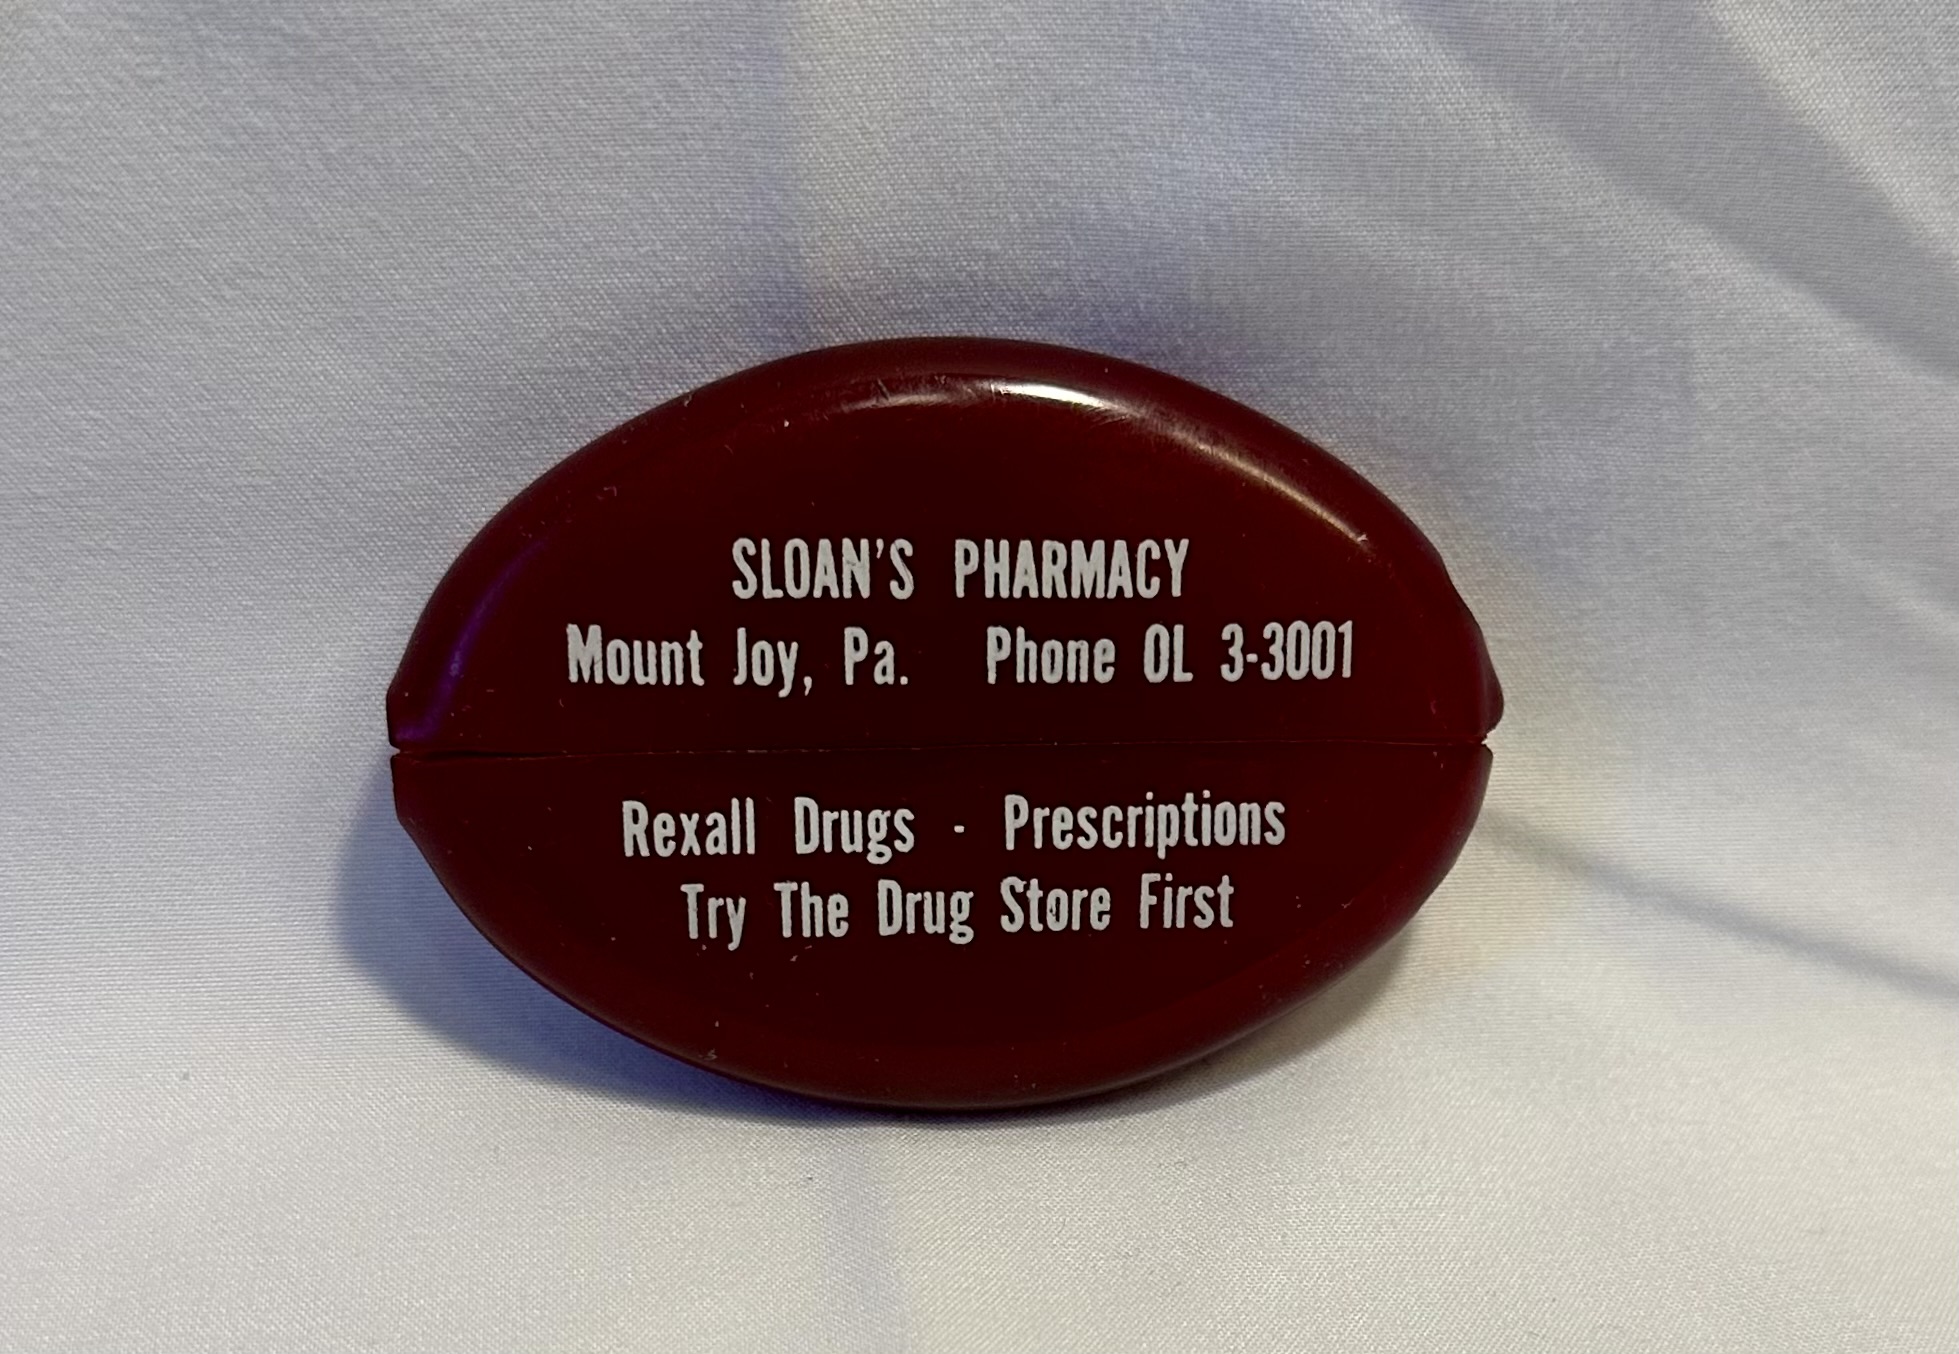 SLOAN'S PHARMACY
Mount Joy, Pa. Phone OL 3-3001
Rexall Drugs - Prescriptions
Try The Drug Store First